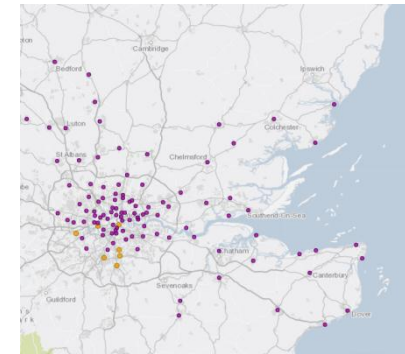 Cambridge
Bedford
Ipswich
Luton
Colchester
St Albans
Chelmsford
Southend-On-Sea
Chatham
Canterbury
Sevenoaks
Guildford
Dover